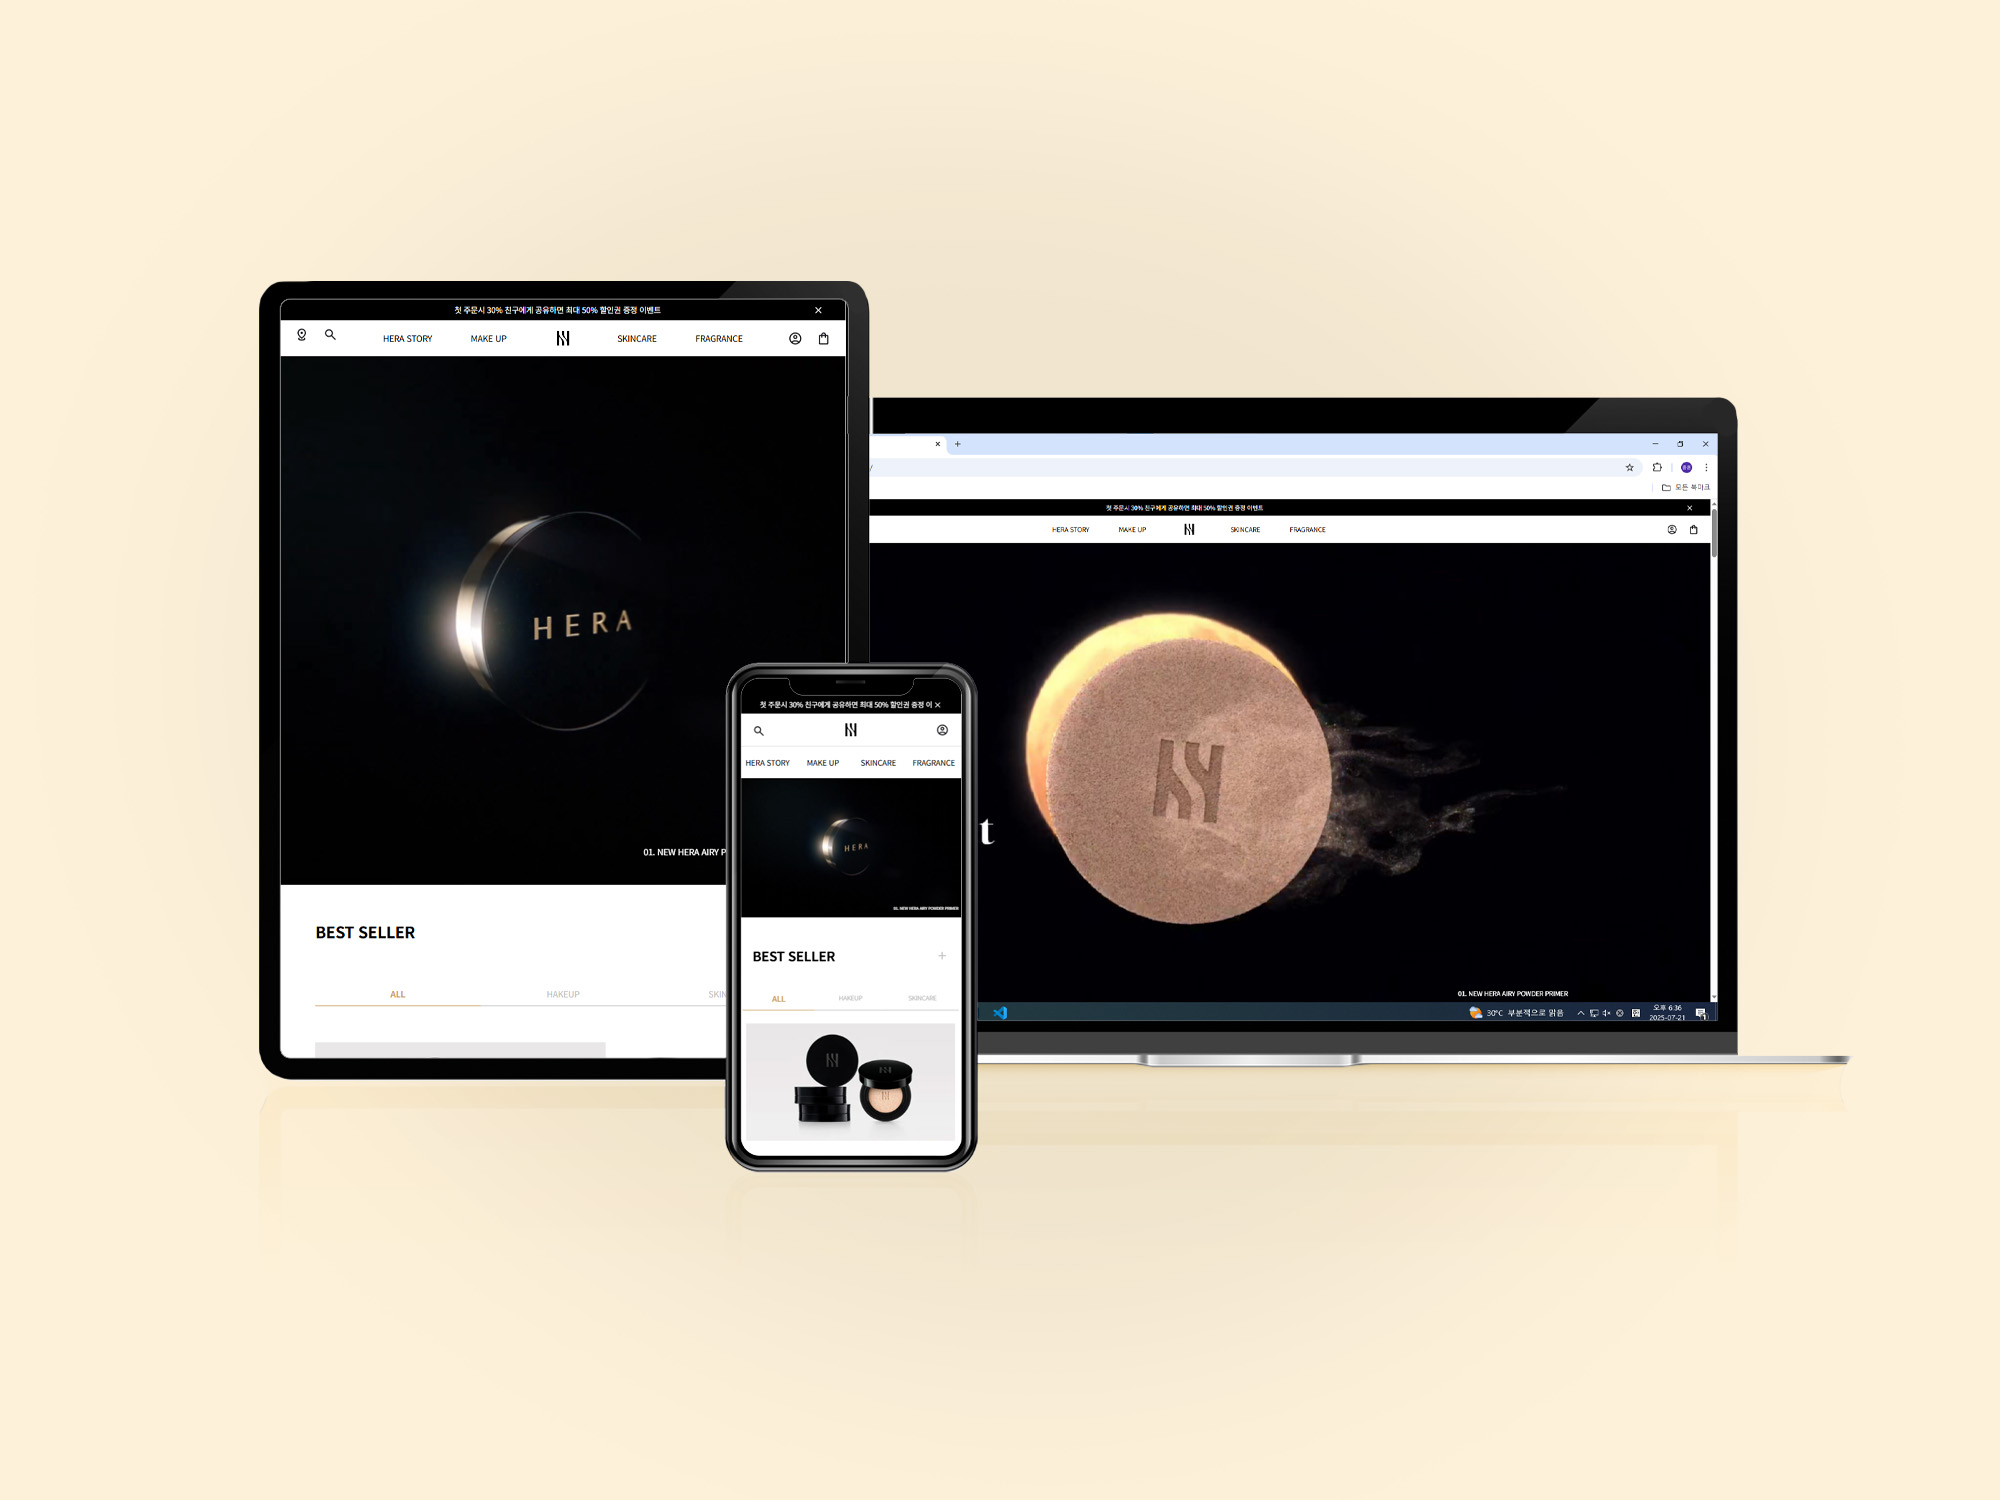 첫 주문시 30% 친구에게 공유하면 최대 50% 할인권 증정 이벤트
HERA STORY
MAKE UP
SKINCARE
FRAGRANCE
HERA
01. NEW HERA AIRY P
BEST SELLER
ALL
HAKEUP
SKIN
첫 주문시 30% 친구에게 공유하면 최대 50% 할인권 증정 이
HERA STORY
MAKE UP
SKINCARE
FRAGRANCE
HERA
01. NEW HERA AIRY POWDER PRIMER
BEST SELLER
ALL
HAKEUP
SKINCARE
/
모든 북마크
첫 주문시 30% 친구에게 공유하면 최대 50% 할인권 증정 이벤트
HERA STORY
MAKE UP
SKINCARE
FRAGRANCE
t
01. NEW HERA AIRY POWDER PRIMER
30°C 부분적으로 맑음
오후 6:36
2025-07-21